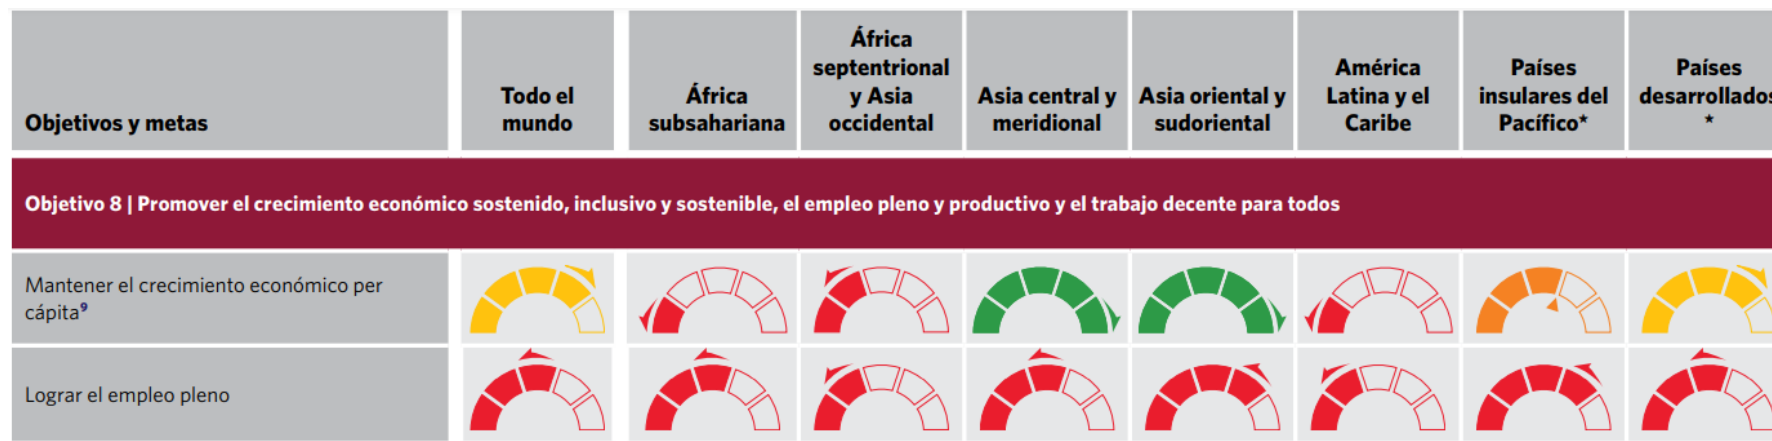 Objetivos y metas
Todo el
mundo
África
subsahariana
África
septentrional
y Asia
occidental
Asia central y
meridional
Asia oriental y
sudoriental
América
Latina y el
Caribe
Países
insulares del
Pacífico*
Países
desarrollados
*
Objetivo 8 | Promover el crecimiento económico sostenido, inclusivo y sostenible, el empleo pleno y productivo y el trabajo decente para todos
Mantener el crecimiento económico per
cápita⁹
Lograr el empleo pleno